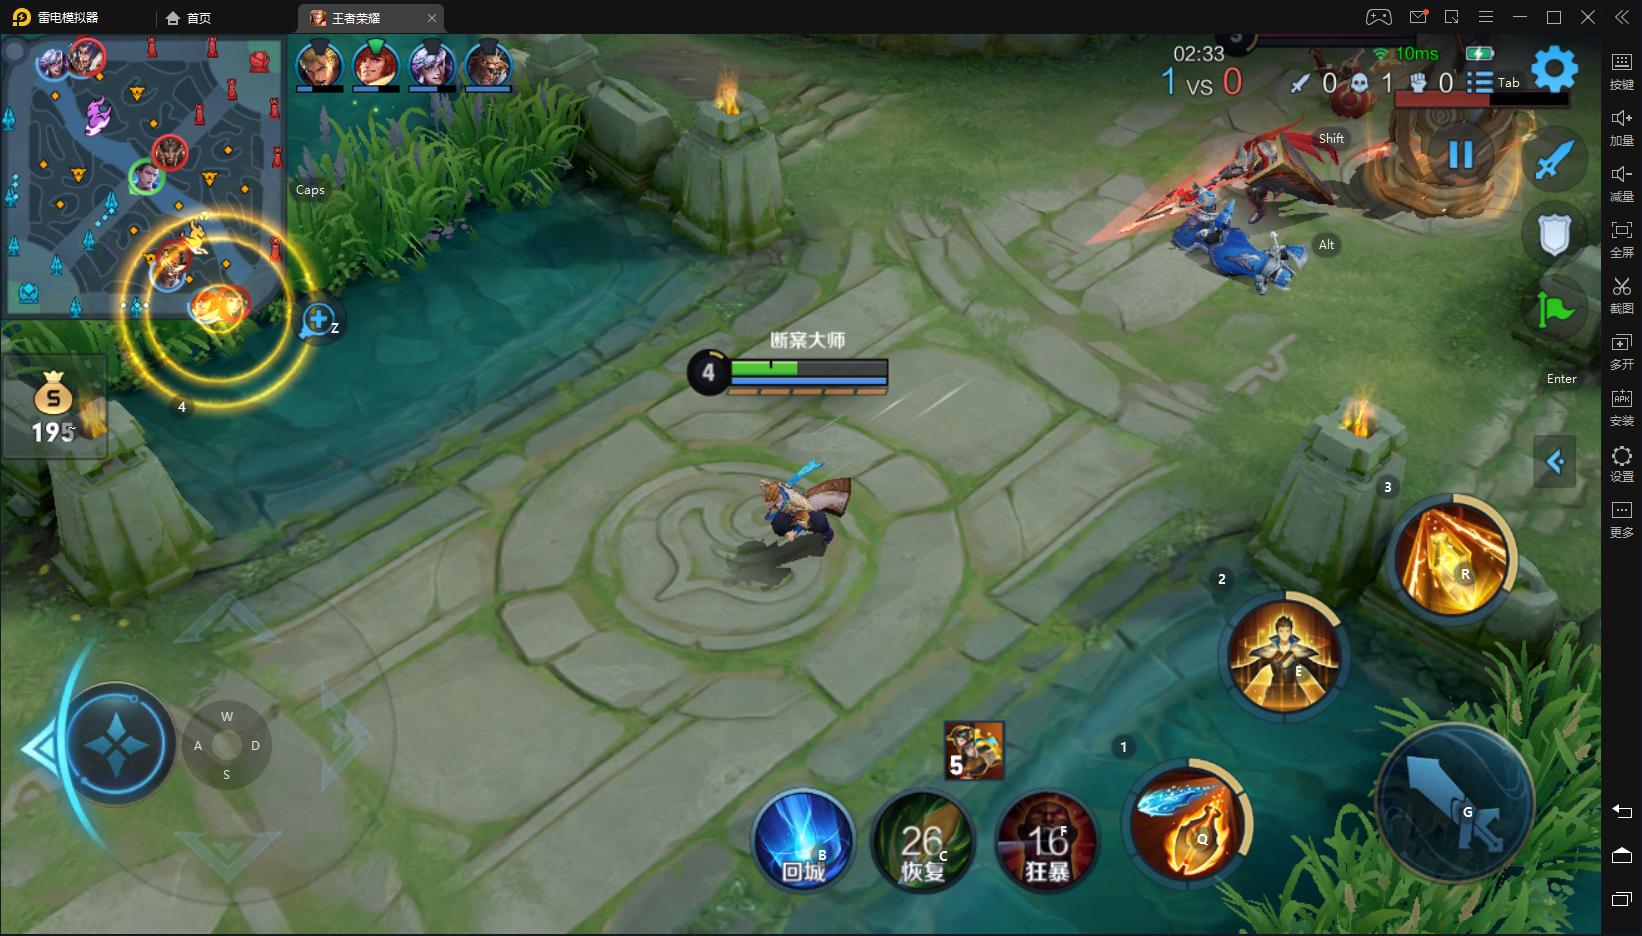 雷电模拟器
首页
王者荣耀
02:33
1 vs 0
10ms
0 1 0
Tab
按键
加量
减量
全屏
截图
多开
安装
设置
更多
APK
Shift
Caps
Alt
Enter
Z
4
S
195
断案大师
4
3
R
2
E
W
A D
S
5
1
Q
G
B
回城
26
C
恢复
16
F
狂暴